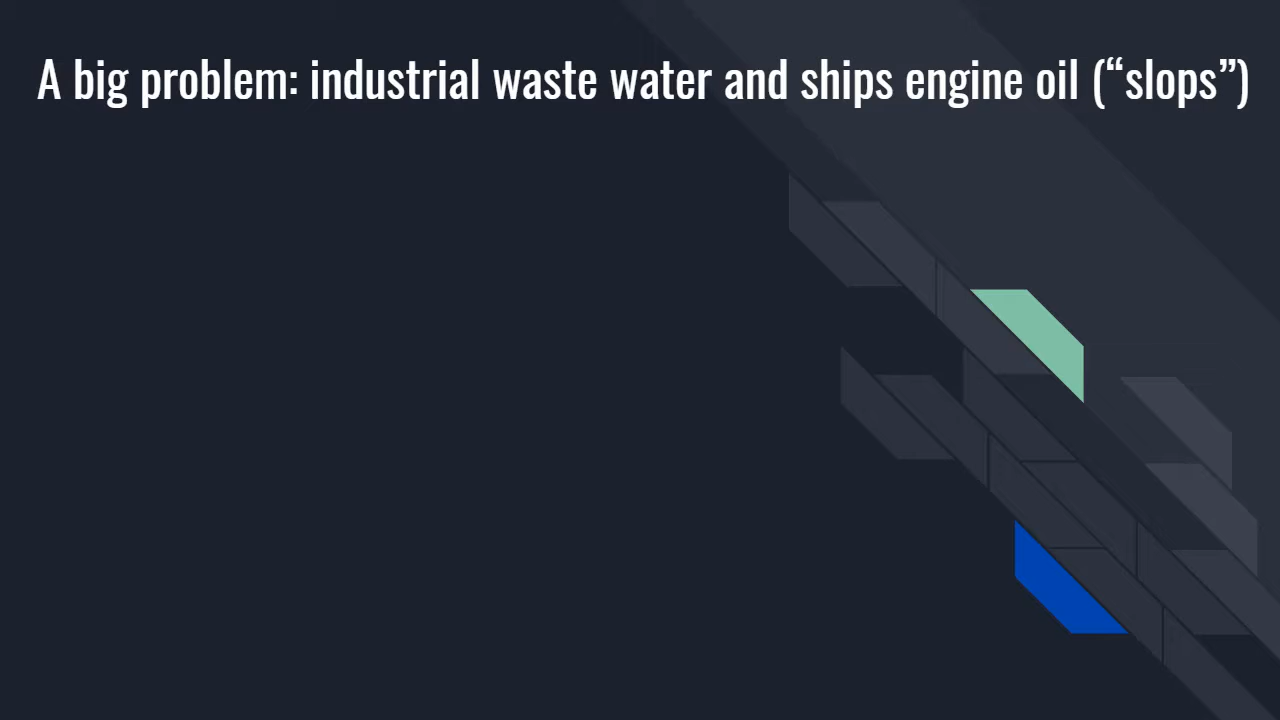 A big problem: industrial waste water and ships engine oil (“slops”)